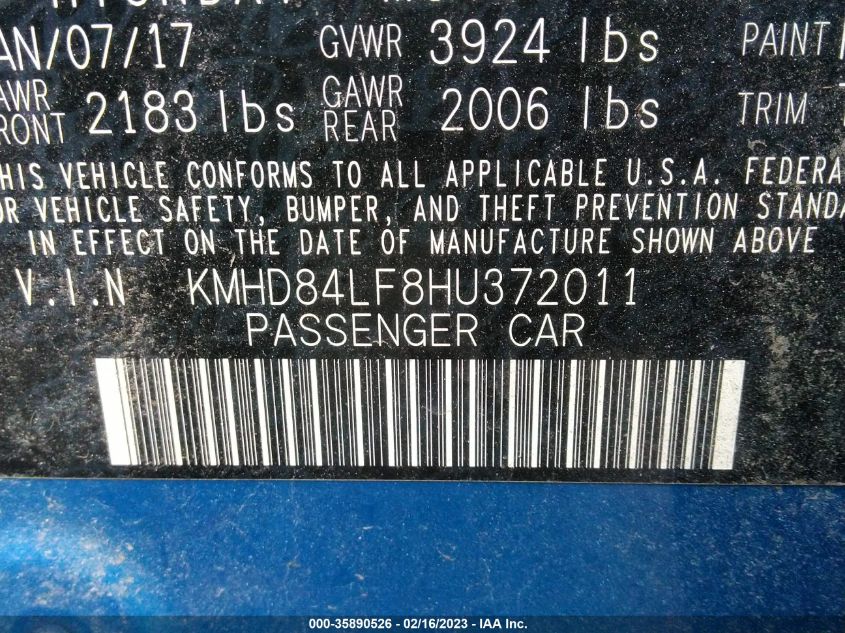 AN/07/17 GVWR 3924 lbs PAINT
AWR FRONT 2183 lbs GAWR REAR 2006 lbs TRIM
HIS VEHICLE CONFORMS TO ALL APPLICABLE U.S.A. FEDERA
OR VEHICLE SAFETY, BUMPER, AND THEFT PREVENTION STANDA
IN EFFECT ON THE DATE OF MANUFACTURE SHOWN ABOVE
V.I.N KMHD84LF8HU372011
PASSENGER CAR
000-35890526 - 02/16/2023 - IAA Inc.